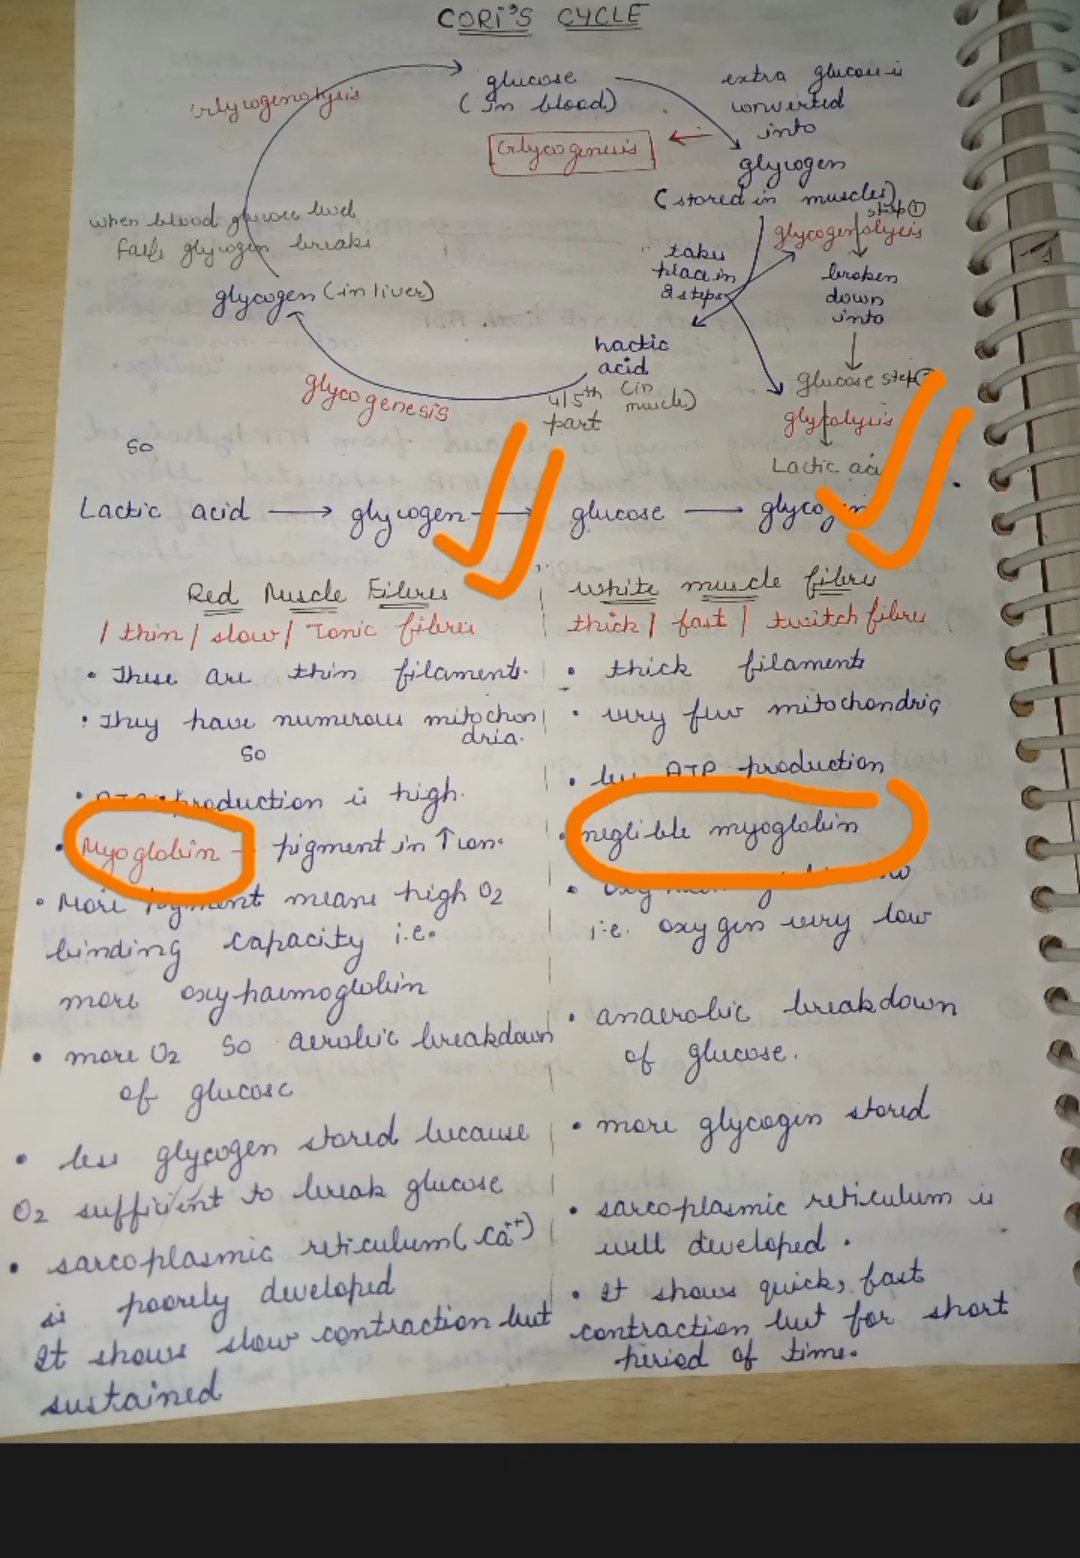 CORI'S CYCLE
glucose
(In blood)
extra glucose is
converted
into
Glycogenolysis
Glycogenesis
glycogen
(stored in muscles)
step ①
glycogenolysis
when blood glucose level
falls glycogen breaks
takes
place in
2 steps
broken
down
into
glycogen (in liver)
Lactic
acid
(in
muscle)
4/5th
part
Glucose step
glycolysis
Lactic aci
glycogenesis
so
Lactic acid → glycogen → glucose → glycogen
Red Muscle Fibres
/ thin / slow / Tonic fibres
• These are thin filaments.
• They have numerous mitochon
dria.
so
• production is high.
• Myoglobin - pigment in ↑ ion.
• More pigment means high O2
binding capacity i.e.
more oxyhaemoglobin
• more O2 so aerobic breakdown
of glucose
• less glycogen stored because
O2 sufficient to break glucose
• sarcoplasmic reticulum (Ca++)
is poorely developed
It shows slow contraction but
sustained
White muscle fibres
thick / fast / twitch fibres
• thick filaments
• very few mitochondria
• less ATP production
• neglible myoglobin
i.e. oxygen very low
• anaerobic breakdown
of glucose.
• more glycogen stored
• sarcoplasmic reticulum is
well developed.
• It shows quick, fast
contraction but for short
period of time.